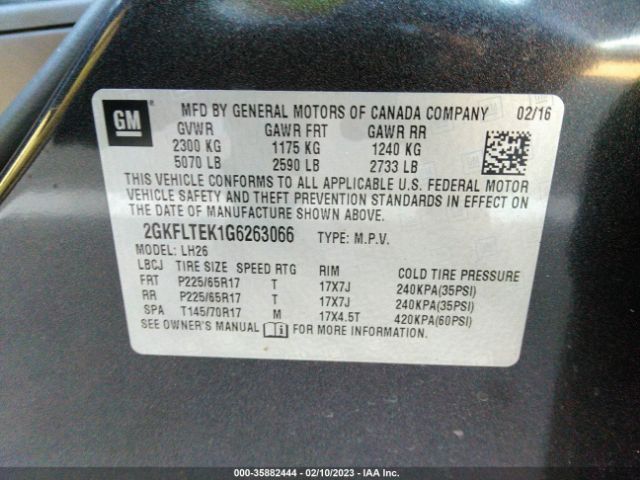 GM
MFD BY GENERAL MOTORS OF CANADA COMPANY 02/16
GVWR GAWR FRT GAWR RR
2300 KG 1175 KG 1240 KG
5070 LB 2590 LB 2733 LB
THIS VEHICLE CONFORMS TO ALL APPLICABLE U.S. FEDERAL MOTOR
VEHICLE SAFETY AND THEFT PREVENTION STANDARDS IN EFFECT ON
THE DATE OF MANUFACTURE SHOWN ABOVE.
2GKFLTEK1G6263066 TYPE: M.P.V.
MODEL: LH26
LBCJ TIRE SIZE SPEED RTG RIM COLD TIRE PRESSURE
FRT P225/65R17 T 17X7J 240KPA(35PSI)
RR P225/65R17 T 17X7J 240KPA(35PSI)
SPA T145/70R17 M 17X4.5T 420KPA(60PSI)
SEE OWNER'S MANUAL FOR MORE INFORMATION.
000-35882444 - 02/10/2023 - IAA Inc.